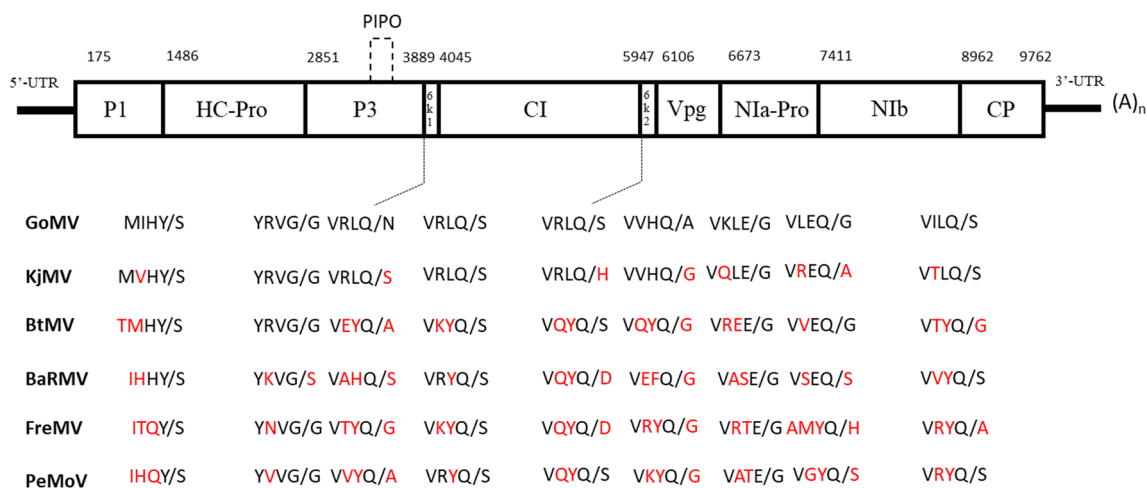 PIPO
175 1486 2851 3889 4045 5947 6106 6673 7411 8962 9762
5'-UTR 3'-UTR
P1 HC-Pro P3 6k1 CI 6k2 Vpg NIa-Pro NIb CP (A)n
GoMV MIHY/S YRVG/G VRLQ/N VRLQ/S VRLQ/S VVHQ/A VKLE/G VLEQ/G VILQ/S
KjMV MVHY/S YRVG/G VRLQ/S VRLQ/S VRLQ/H VVHQ/G VQLE/G VREQ/A VTLQ/S
BtMV TMHY/S YRVG/G VEYQ/A VKYQ/S VQYQ/S VQYQ/G VREE/G VVEQ/G VTYQ/G
BaRMV IHHY/S YKVG/S VAHQ/S VRYQ/S VQYQ/D VEFQ/G VASE/G VSEQ/S VVYQ/S
FreMV ITQY/S YNVG/G VTYQ/G VKYQ/S VQYQ/D VRYQ/G VRTE/G AMYQ/H VRYQ/A
PeMoV IHQY/S YVVG/G VVYQ/A VRYQ/S VQYQ/S VKYQ/G VATE/G VGYQ/S VRYQ/S